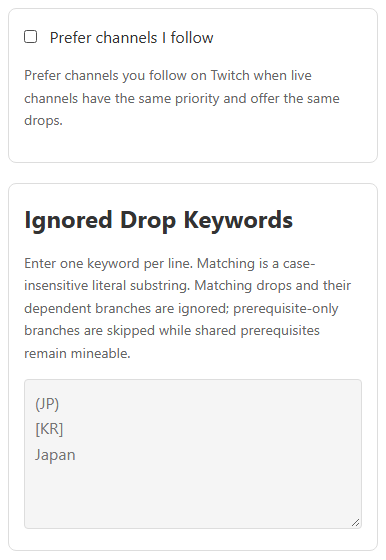 Prefer channels I follow
Prefer channels you follow on Twitch when live
channels have the same priority and offer the same
drops.
Ignored Drop Keywords
Enter one keyword per line. Matching is a case-
insensitive literal substring. Matching drops and their
dependent branches are ignored; prerequisite-only
branches are skipped while shared prerequisites
remain mineable.
(JP)
[KR]
Japan